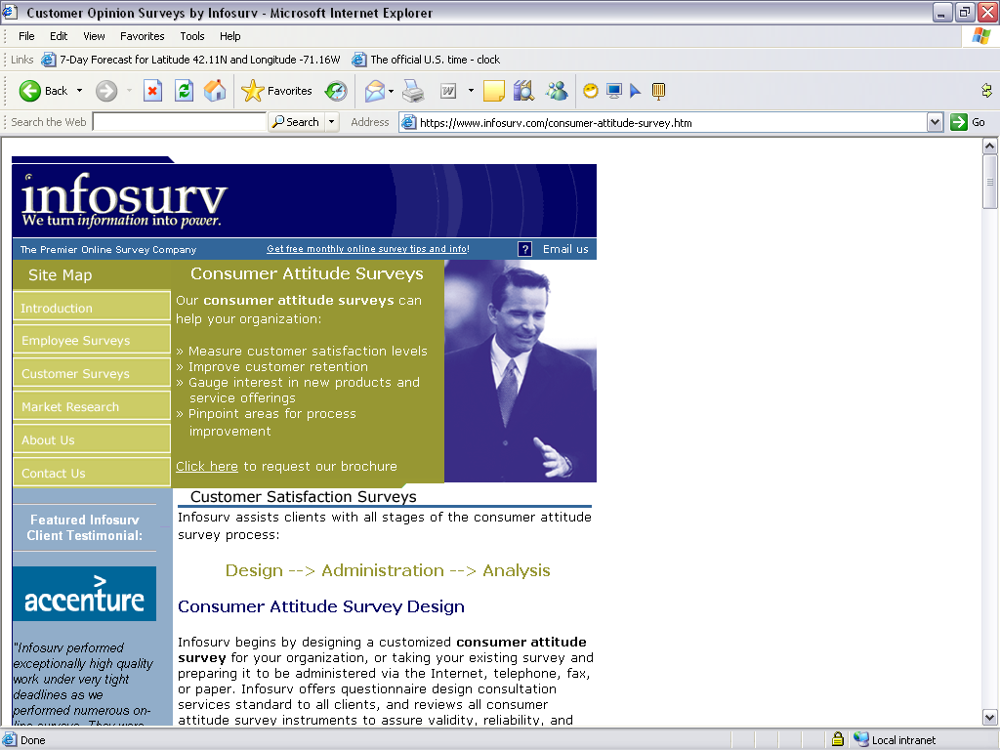 Customer Opinion Surveys by Infosurv - Microsoft Internet Explorer
File Edit View Favorites Tools Help
Links 7-Day Forecast for Latitude 42.11N and Longitude -71.16W The official U.S. time - clock
Back Favorites
Search the Web Search Address https://www.infosurv.com/consumer-attitude-survey.htm Go
infosurv
We turn information into power.
The Premier Online Survey Company Get free monthly online survey tips and info! ? Email us
Site Map
Introduction
Employee Surveys
Customer Surveys
Market Research
About Us
Contact Us
Consumer Attitude Surveys
Our consumer attitude surveys can
help your organization:
» Measure customer satisfaction levels
» Improve customer retention
» Gauge interest in new products and
service offerings
» Pinpoint areas for process
improvement
Click here to request our brochure
Featured Infosurv
Client Testimonial:
>
accenture
"Infosurv performed
exceptionally high quality
work under very tight
deadlines as we
performed numerous on-
line surveys. They were
Customer Satisfaction Surveys
Infosurv assists clients with all stages of the consumer attitude
survey process:
Design --> Administration --> Analysis
Consumer Attitude Survey Design
Infosurv begins by designing a customized consumer attitude
survey for your organization, or taking your existing survey and
preparing it to be administered via the Internet, telephone, fax,
or paper. Infosurv offers questionnaire design consultation
services standard to all clients, and reviews all consumer
attitude survey instruments to assure validity, reliability, and
Done Local intranet